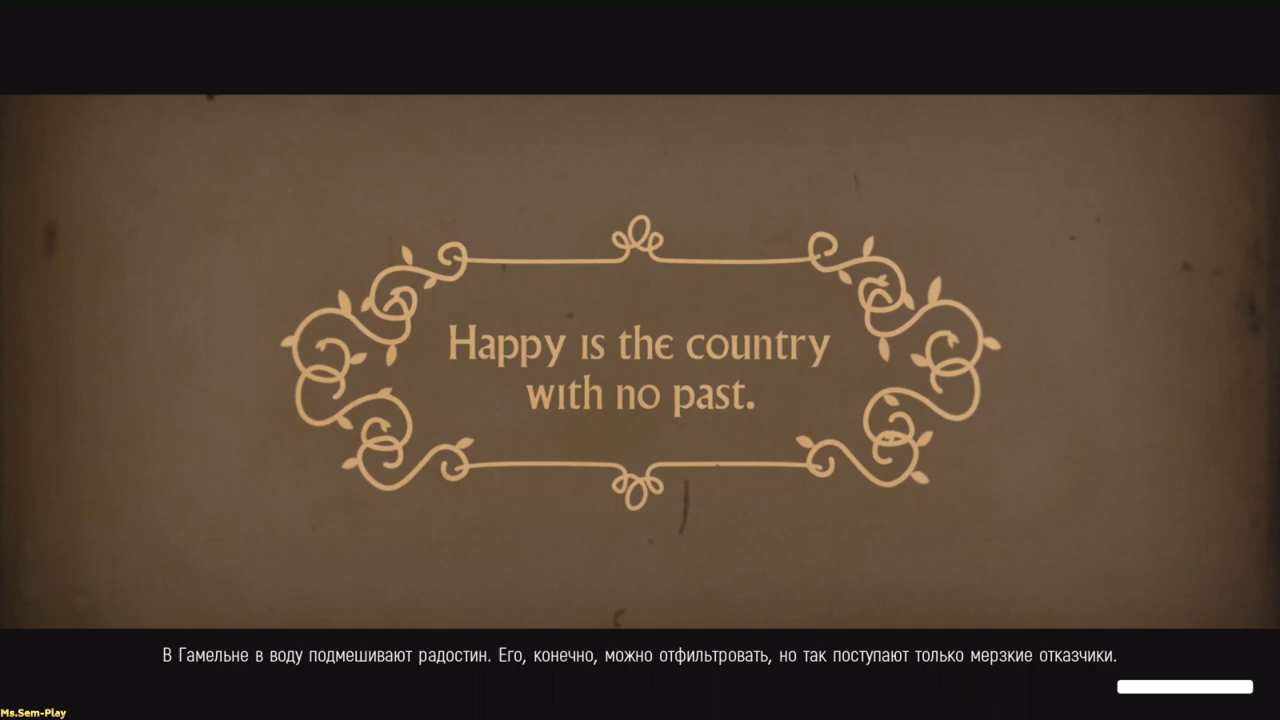 Happy is the country
with no past.
В Гамельне в воду подмешивают радостин. Его, конечно, можно отфильтровать, но так поступают только мерзкие отказчики.
Ms.Sem-Play